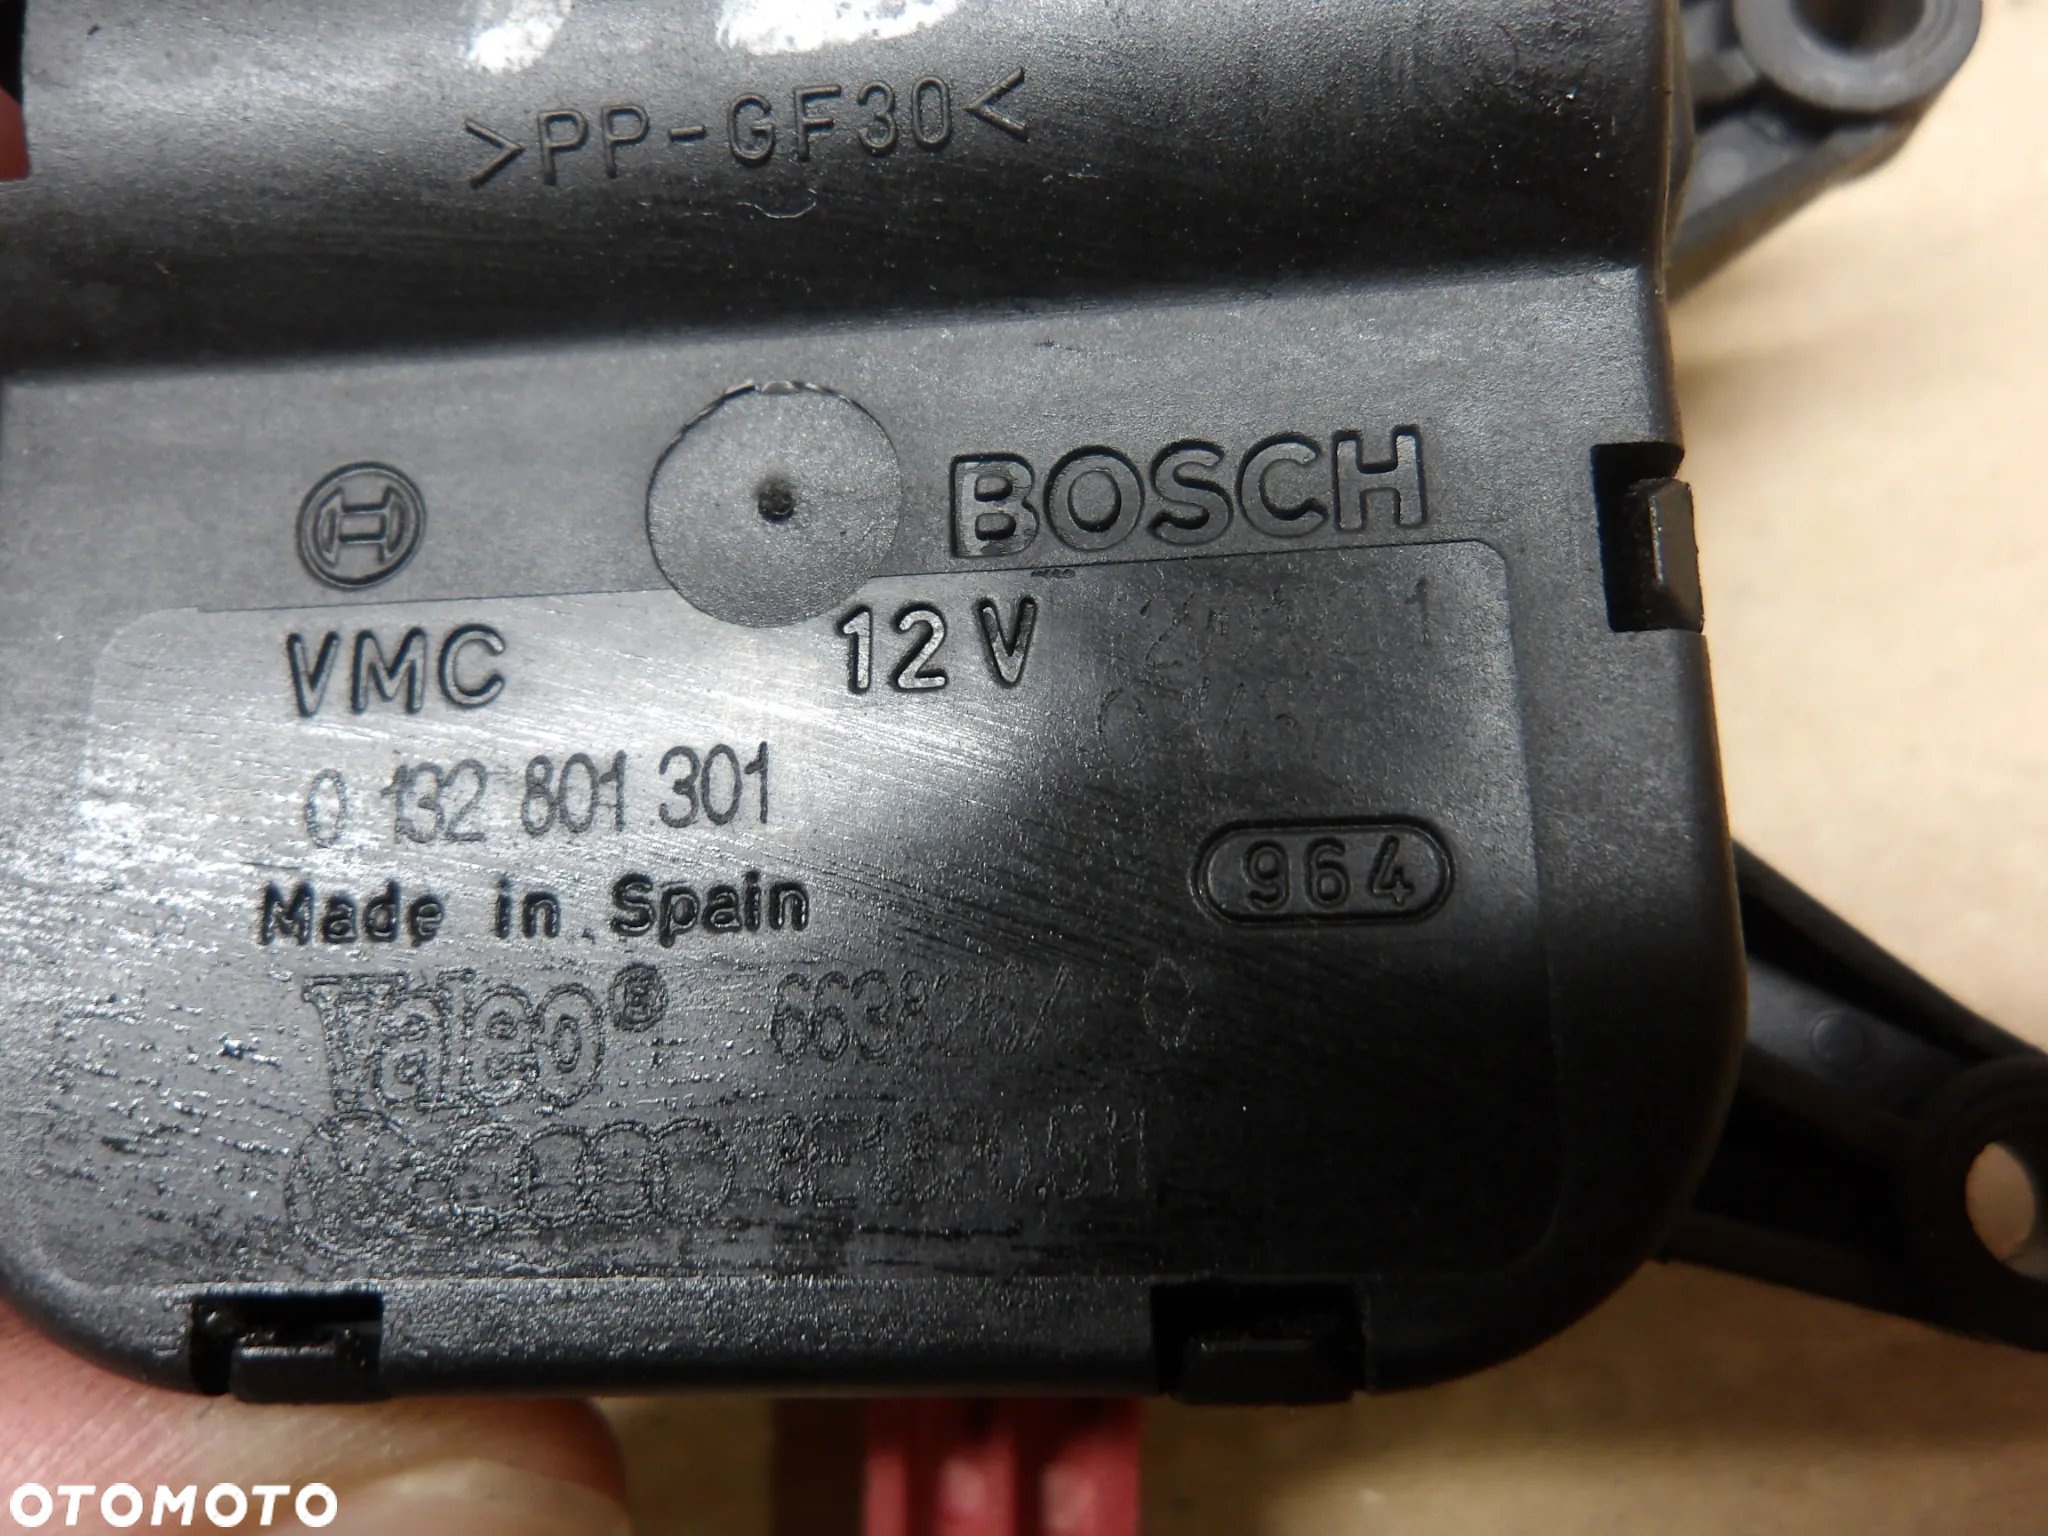 >PP-GF30<
BOSCH
VMC 12 V
0 132 801 301
964
Made in Spain
Valeo®
OTOMOTO